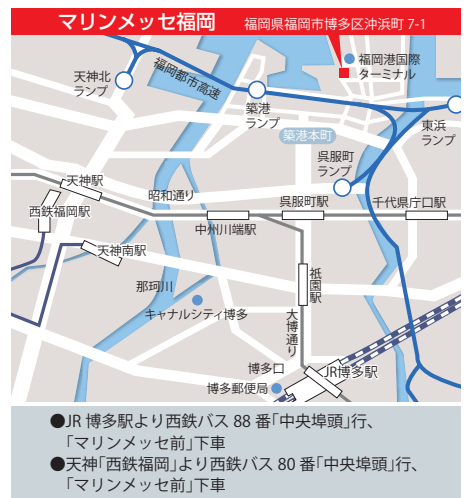 マリンメッセ福岡 福岡県福岡市博多区沖浜町 7-1
福岡港国際
ターミナル
天神北
ランプ
福岡都市高速
築港
ランプ
東浜
ランプ
築港本町
呉服町
ランプ
天神駅
昭和通り
呉服町駅
千代県庁口駅
西鉄福岡駅
中州川端駅
天神南駅
祇園駅
那珂川
キャナルシティ博多
大博通り
博多口
JR博多駅
博多郵便局
●JR 博多駅より西鉄バス 88 番「中央埠頭」行、
「マリンメッセ前」下車
●天神「西鉄福岡」より西鉄バス 80 番「中央埠頭」行、
「マリンメッセ前」下車